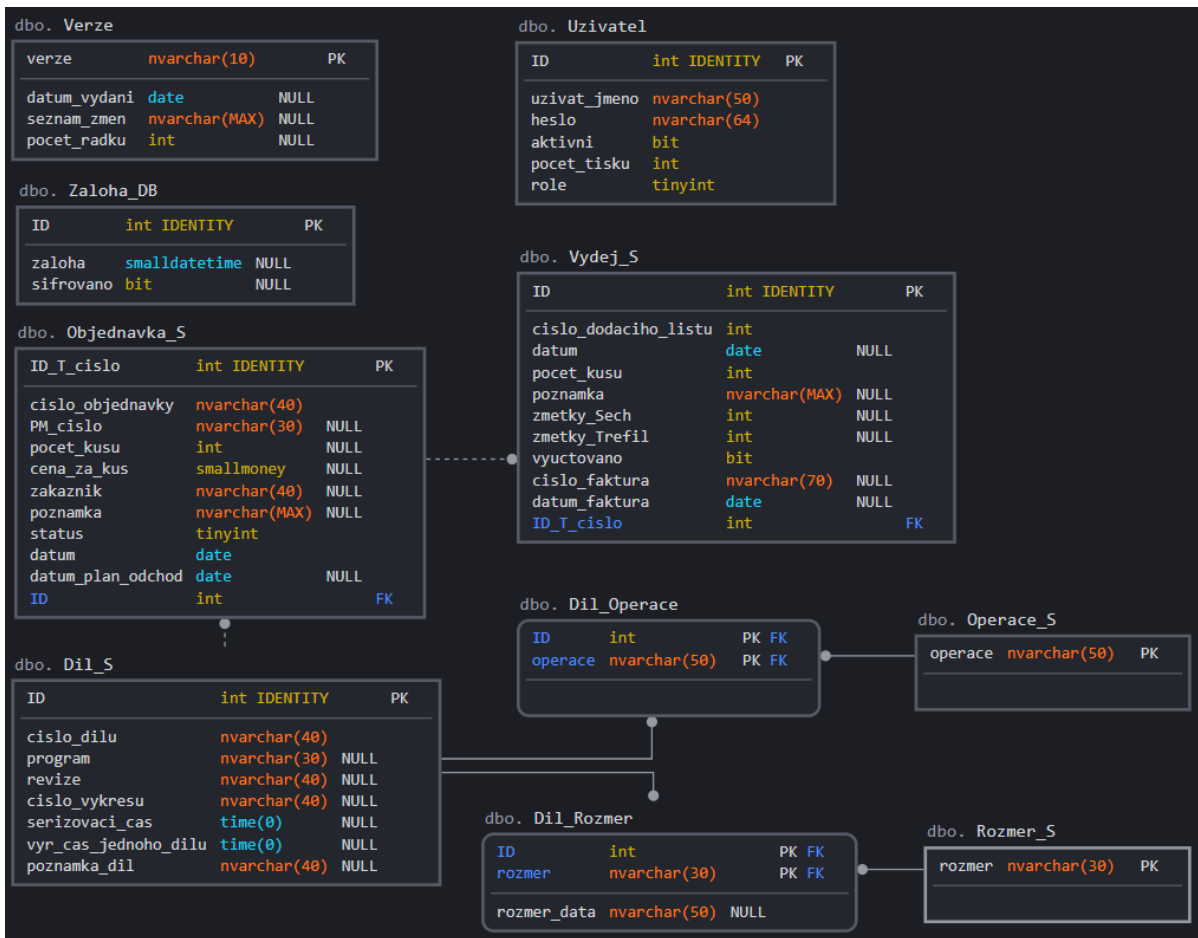 dbo. Verze
verze nvarchar(10) PK
datum_vydani date NULL
seznam_zmen nvarchar(MAX) NULL
pocet_radku int NULL
dbo. Uzivatel
ID int IDENTITY PK
uzivat_jmeno nvarchar(50)
heslo nvarchar(64)
aktivni bit
pocet_tisku int
role tinyint
dbo. Zaloha_DB
ID int IDENTITY PK
zaloha smalldatetime NULL
sifrovano bit NULL
dbo. Vydej_S
ID int IDENTITY PK
cislo_dodaciho_listu int
datum date NULL
pocet_kusu int
poznamka nvarchar(MAX) NULL
zmetky_Sech int NULL
zmetky_Trefil int NULL
vyuctovano bit
cislo_faktura nvarchar(70) NULL
datum_faktura date NULL
ID_T_cislo int FK
dbo. Objednavka_S
ID_T_cislo int IDENTITY PK
cislo_objednavky nvarchar(40)
PM_cislo nvarchar(30) NULL
pocet_kusu int NULL
cena_za_kus smallmoney NULL
zakaznik nvarchar(40) NULL
poznamka nvarchar(MAX) NULL
status tinyint
datum date
datum_plan_odchod date NULL
ID int FK
dbo. Dil_Operace
ID int PK FK
operace nvarchar(50) PK FK
dbo. Operace_S
operace nvarchar(50) PK
dbo. Dil_S
ID int IDENTITY PK
cislo_dilu nvarchar(40)
program nvarchar(30) NULL
revize nvarchar(40) NULL
cislo_vykresu nvarchar(40) NULL
serizovaci_cas time(0) NULL
vyr_cas_jednoho_dilu time(0) NULL
poznamka_dil nvarchar(40) NULL
dbo. Dil_Rozmer
ID int PK FK
rozmer nvarchar(30) PK FK
rozmer_data nvarchar(50) NULL
dbo. Rozmer_S
rozmer nvarchar(30) PK